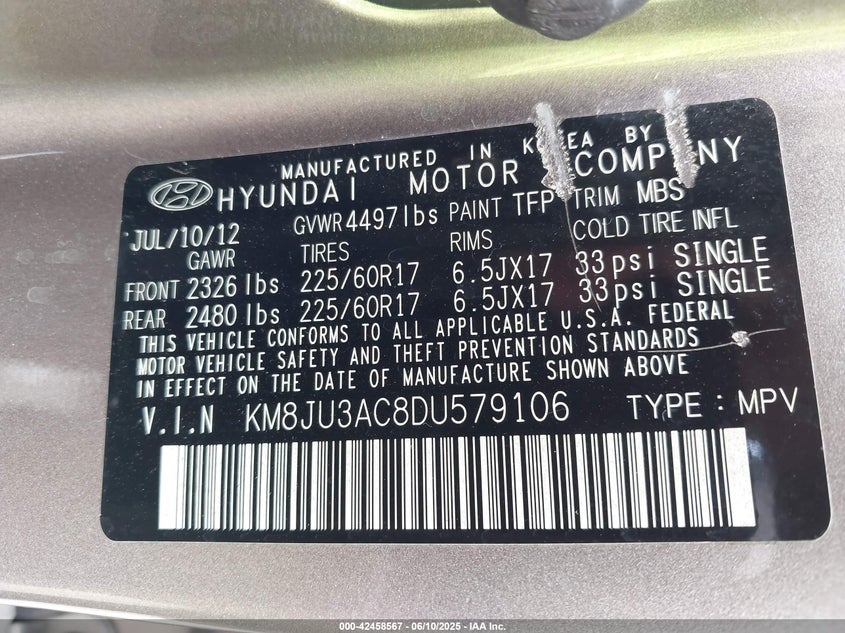 MANUFACTURED IN KOREA BY
HYUNDAI MOTOR COMPANY
JUL/10/12 GVWR 4497lbs PAINT TFP TRIM MBS
GAWR TIRES RIMS COLD TIRE INFL
FRONT 2326 lbs 225/60R17 6.5JX17 33psi SINGLE
REAR 2480 lbs 225/60R17 6.5JX17 33psi SINGLE
THIS VEHICLE CONFORMS TO ALL APPLICABLE U.S.A. FEDERAL
MOTOR VEHICLE SAFETY AND THEFT PREVENTION STANDARDS
IN EFFECT ON THE DATE OF MANUFACTURE SHOWN ABOVE
V.I.N KM8JU3AC8DU579106 TYPE : MPV
000-42458567 06/10/2025 - IAA Inc.